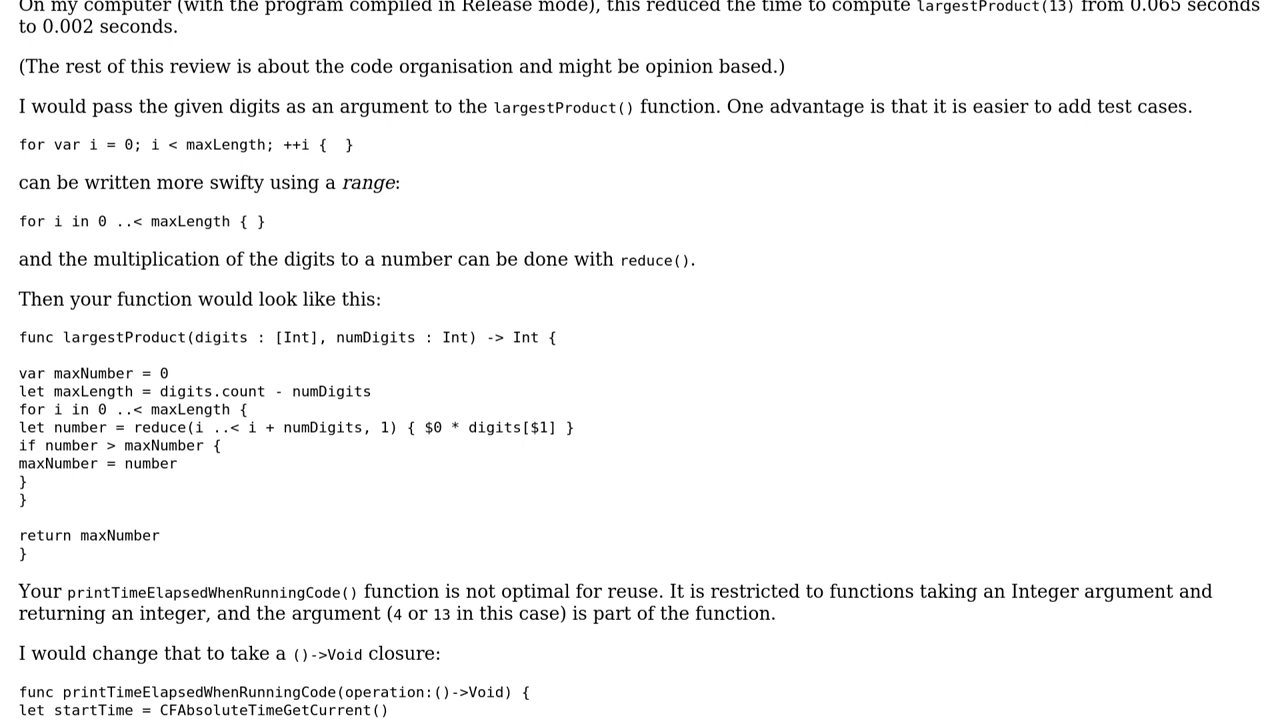 On my computer (with the program compiled in Release mode), this reduced the time to compute largestProduct(13) from 0.065 seconds
to 0.002 seconds.
(The rest of this review is about the code organisation and might be opinion based.)
I would pass the given digits as an argument to the largestProduct() function. One advantage is that it is easier to add test cases.
for var i = 0; i < maxLength; ++i {  }
can be written more swifty using a range:
for i in 0 ..< maxLength { }
and the multiplication of the digits to a number can be done with reduce().
Then your function would look like this:
func largestProduct(digits : [Int], numDigits : Int) -> Int {
var maxNumber = 0
let maxLength = digits.count - numDigits
for i in 0 ..< maxLength {
let number = reduce(i ..< i + numDigits, 1) { $0 * digits[$1] }
if number > maxNumber {
maxNumber = number
}
}
return maxNumber
}
Your printTimeElapsedWhenRunningCode() function is not optimal for reuse. It is restricted to functions taking an Integer argument and
returning an integer, and the argument (4 or 13 in this case) is part of the function.
I would change that to take a ()->Void closure:
func printTimeElapsedWhenRunningCode(operation:()->Void) {
let startTime = CFAbsoluteTimeGetCurrent()